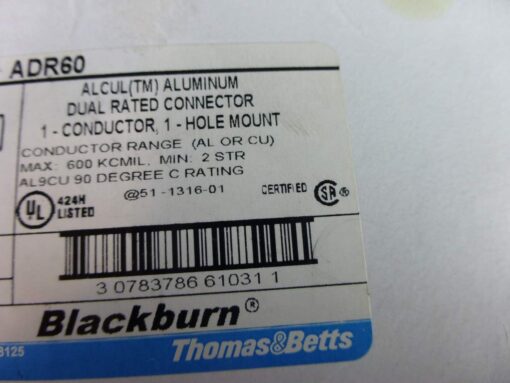 ADR60
ALCUL(TM) ALUMINUM
DUAL RATED CONNECTOR
1 - CONDUCTOR, 1 - HOLE MOUNT
CONDUCTOR RANGE (AL OR CU)
MAX: 600 KCMIL. MIN: 2 STR
AL9CU 90 DEGREE C RATING
@51-1316-01
UL
424H
LISTED
CERTIFIED
SA®
3 0783786 61031 1
Blackburn®
Thomas&Betts
8125